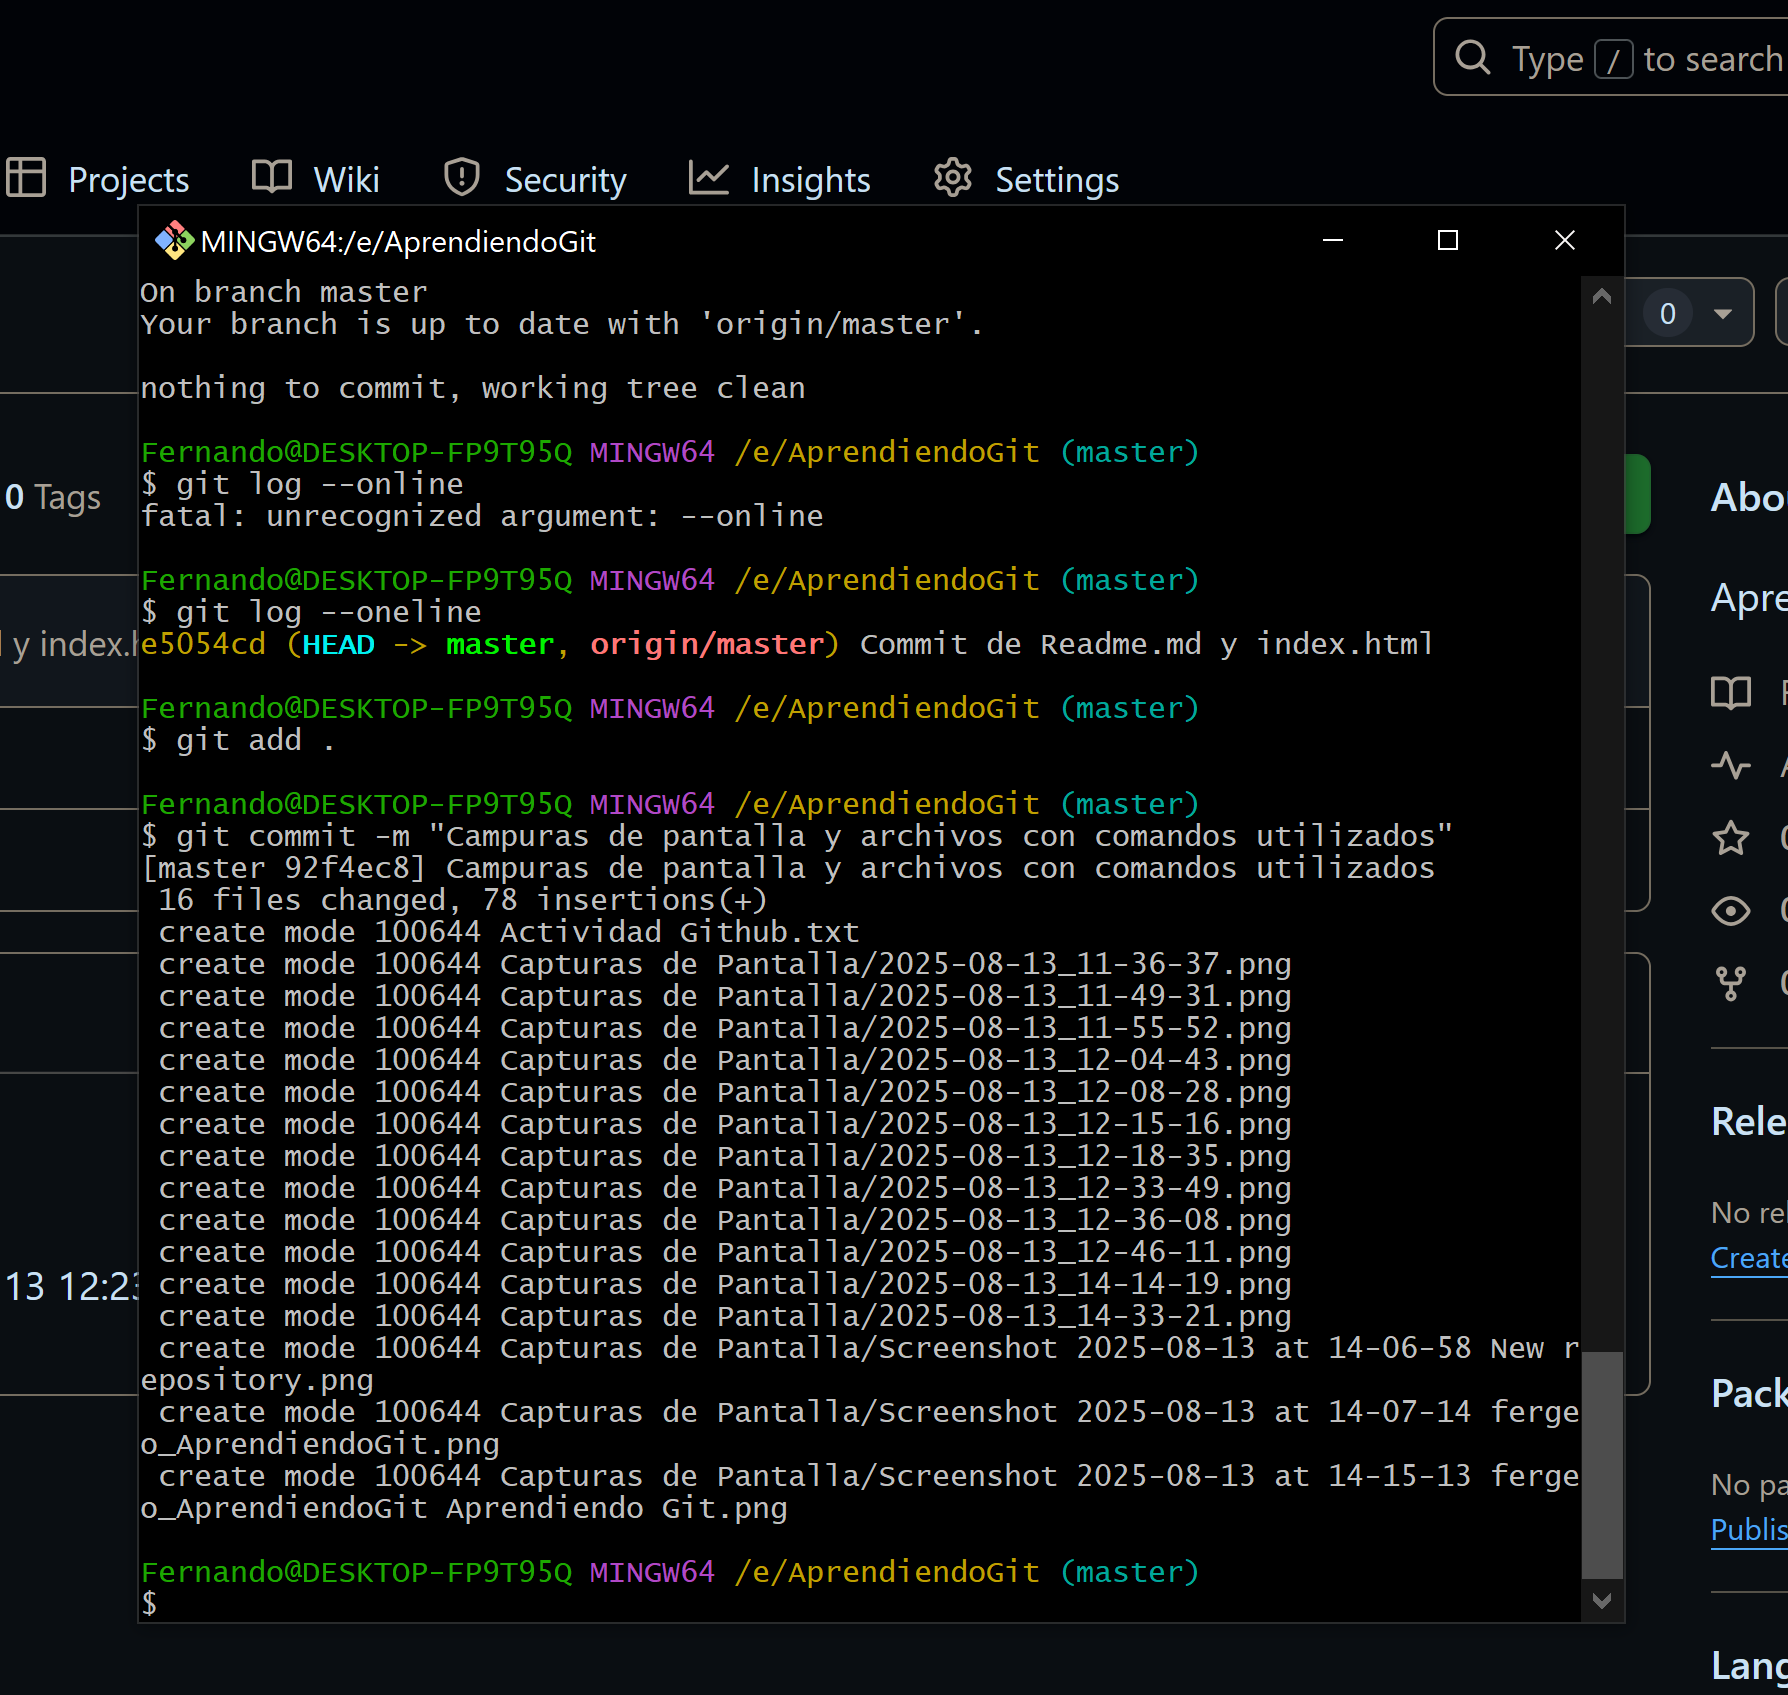 Type / to search
Projects Wiki Security Insights Settings
MINGW64:/e/AprendiendoGit
On branch master
Your branch is up to date with 'origin/master'.
0
nothing to commit, working tree clean
Fernando@DESKTOP-FP9T95Q MINGW64 /e/AprendiendoGit (master)
$ git log --online
0 Tags
fatal: unrecognized argument: --online
Fernando@DESKTOP-FP9T95Q MINGW64 /e/AprendiendoGit (master)
$ git log --oneline
y index.
e5054cd (HEAD -> master, origin/master) Commit de Readme.md y index.html
Fernando@DESKTOP-FP9T95Q MINGW64 /e/AprendiendoGit (master)
$ git add .
Fernando@DESKTOP-FP9T95Q MINGW64 /e/AprendiendoGit (master)
$ git commit -m "Campuras de pantalla y archivos con comandos utilizados"
[master 92f4ec8] Campuras de pantalla y archivos con comandos utilizados
16 files changed, 78 insertions(+)
create mode 100644 Actividad Github.txt
create mode 100644 Capturas de Pantalla/2025-08-13_11-36-37.png
create mode 100644 Capturas de Pantalla/2025-08-13_11-49-31.png
create mode 100644 Capturas de Pantalla/2025-08-13_11-55-52.png
create mode 100644 Capturas de Pantalla/2025-08-13_12-04-43.png
create mode 100644 Capturas de Pantalla/2025-08-13_12-08-28.png
create mode 100644 Capturas de Pantalla/2025-08-13_12-15-16.png
create mode 100644 Capturas de Pantalla/2025-08-13_12-18-35.png
create mode 100644 Capturas de Pantalla/2025-08-13_12-33-49.png
create mode 100644 Capturas de Pantalla/2025-08-13_12-36-08.png
create mode 100644 Capturas de Pantalla/2025-08-13_12-46-11.png
create mode 100644 Capturas de Pantalla/2025-08-13_14-14-19.png
create mode 100644 Capturas de Pantalla/2025-08-13_14-33-21.png
create mode 100644 Capturas de Pantalla/Screenshot 2025-08-13 at 14-06-58 New r
epository.png
create mode 100644 Capturas de Pantalla/Screenshot 2025-08-13 at 14-07-14 ferge
o_AprendiendoGit.png
create mode 100644 Capturas de Pantalla/Screenshot 2025-08-13 at 14-15-13 ferge
o_AprendiendoGit Aprendiendo Git.png
Fernando@DESKTOP-FP9T95Q MINGW64 /e/AprendiendoGit (master)
$
13 12:23
Abo
Apre
Rele
No rel
Create
Pack
No pa
Publis
Lang